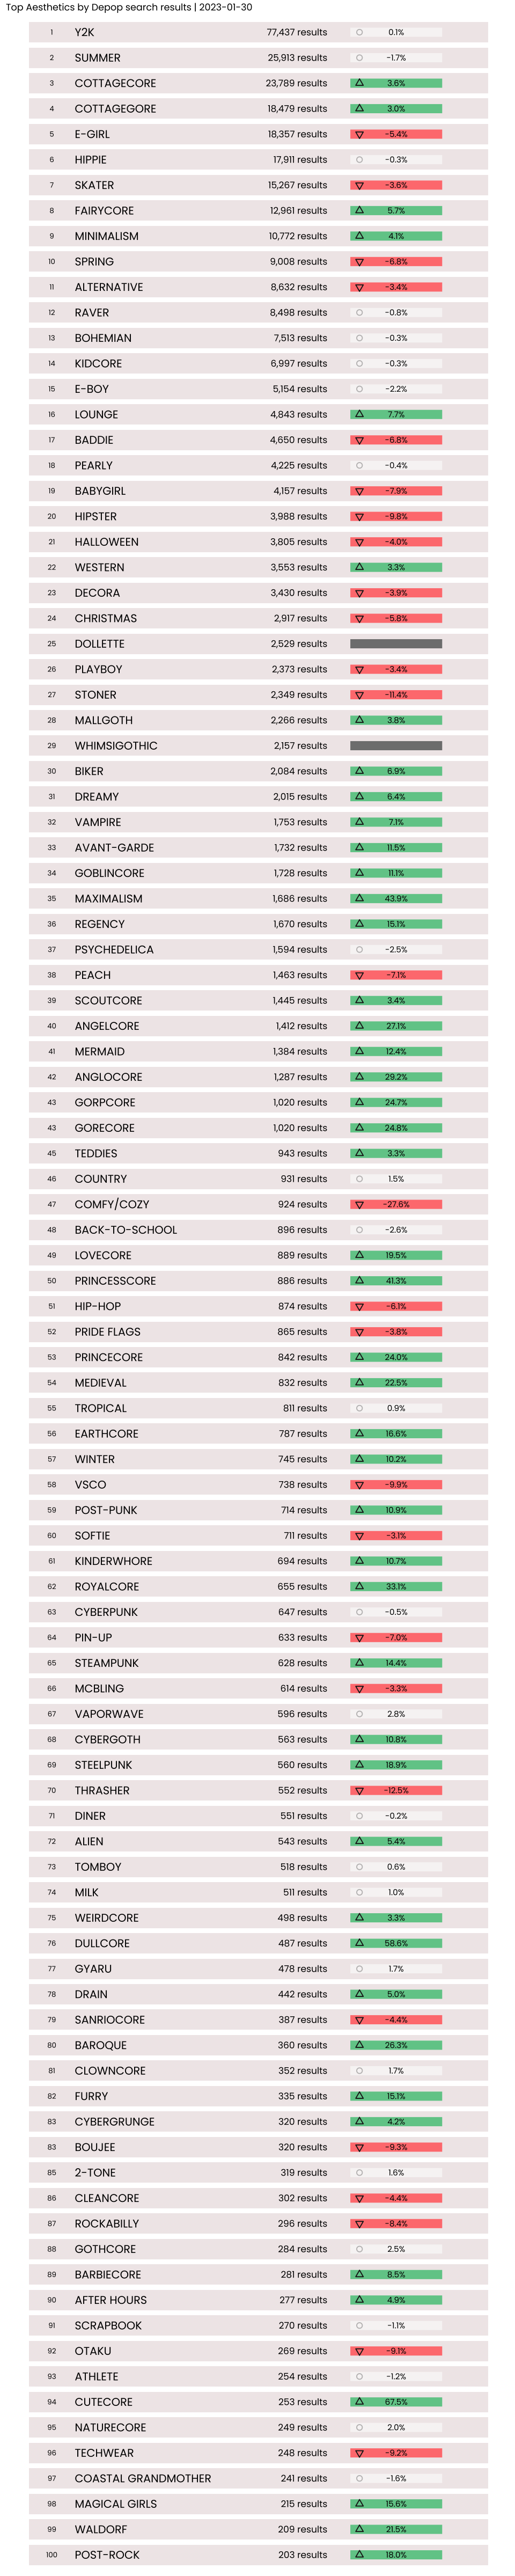 Top Aesthetics by Depop search results | 2023-01-30
1 Y2K 77,437 results 0.1%
2 SUMMER 25,913 results -1.7%
3 COTTAGECORE 23,789 results 3.6%
4 COTTAGEGORE 18,479 results 3.0%
5 E-GIRL 18,357 results -5.4%
6 HIPPIE 17,911 results -0.3%
7 SKATER 15,267 results -3.6%
8 FAIRYCORE 12,961 results 5.7%
9 MINIMALISM 10,772 results 4.1%
10 SPRING 9,008 results -6.8%
11 ALTERNATIVE 8,632 results -3.4%
12 RAVER 8,498 results -0.8%
13 BOHEMIAN 7,513 results -0.3%
14 KIDCORE 6,997 results -0.3%
15 E-BOY 5,154 results -2.2%
16 LOUNGE 4,843 results 7.7%
17 BADDIE 4,650 results -6.8%
18 PEARLY 4,225 results -0.4%
19 BABYGIRL 4,157 results -7.9%
20 HIPSTER 3,988 results -9.8%
21 HALLOWEEN 3,805 results -4.0%
22 WESTERN 3,553 results 3.3%
23 DECORA 3,430 results -3.9%
24 CHRISTMAS 2,917 results -5.8%
25 DOLLETTE 2,529 results
26 PLAYBOY 2,373 results -3.4%
27 STONER 2,349 results -11.4%
28 MALLGOTH 2,266 results 3.8%
29 WHIMSIGOTHIC 2,157 results
30 BIKER 2,084 results 6.9%
31 DREAMY 2,015 results 6.4%
32 VAMPIRE 1,753 results 7.1%
33 AVANT-GARDE 1,732 results 11.5%
34 GOBLINCORE 1,728 results 11.1%
35 MAXIMALISM 1,686 results 43.9%
36 REGENCY 1,670 results 15.1%
37 PSYCHEDELICA 1,594 results -2.5%
38 PEACH 1,463 results -7.1%
39 SCOUTCORE 1,445 results 3.4%
40 ANGELCORE 1,412 results 27.1%
41 MERMAID 1,384 results 12.4%
42 ANGLOCORE 1,287 results 29.2%
43 GORPCORE 1,020 results 24.7%
43 GORECORE 1,020 results 24.8%
45 TEDDIES 943 results 3.3%
46 COUNTRY 931 results 1.5%
47 COMFY/COZY 924 results -27.6%
48 BACK-TO-SCHOOL 896 results -2.6%
49 LOVECORE 889 results 19.5%
50 PRINCESSCORE 886 results 41.3%
51 HIP-HOP 874 results -6.1%
52 PRIDE FLAGS 865 results -3.8%
53 PRINCECORE 842 results 24.0%
54 MEDIEVAL 832 results 22.5%
55 TROPICAL 811 results 0.9%
56 EARTHCORE 787 results 16.6%
57 WINTER 745 results 10.2%
58 VSCO 738 results -9.9%
59 POST-PUNK 714 results 10.9%
60 SOFTIE 711 results -3.1%
61 KINDERWHORE 694 results 10.7%
62 ROYALCORE 655 results 33.1%
63 CYBERPUNK 647 results -0.5%
64 PIN-UP 633 results -7.0%
65 STEAMPUNK 628 results 14.4%
66 MCBLING 614 results -3.3%
67 VAPORWAVE 596 results 2.8%
68 CYBERGOTH 563 results 10.8%
69 STEELPUNK 560 results 18.9%
70 THRASHER 552 results -12.5%
71 DINER 551 results -0.2%
72 ALIEN 543 results 5.4%
73 TOMBOY 518 results 0.6%
74 MILK 511 results 1.0%
75 WEIRDCORE 498 results 3.3%
76 DULLCORE 487 results 58.6%
77 GYARU 478 results 1.7%
78 DRAIN 442 results 5.0%
79 SANRIOCORE 387 results -4.4%
80 BAROQUE 360 results 26.3%
81 CLOWNCORE 352 results 1.7%
82 FURRY 335 results 15.1%
83 CYBERGRUNGE 320 results 4.2%
83 BOUJEE 320 results -9.3%
85 2-TONE 319 results 1.6%
86 CLEANCORE 302 results -4.4%
87 ROCKABILLY 296 results -8.4%
88 GOTHCORE 284 results 2.5%
89 BARBIECORE 281 results 8.5%
90 AFTER HOURS 277 results 4.9%
91 SCRAPBOOK 270 results -1.1%
92 OTAKU 269 results -9.1%
93 ATHLETE 254 results -1.2%
94 CUTECORE 253 results 67.5%
95 NATURECORE 249 results 2.0%
96 TECHWEAR 248 results -9.2%
97 COASTAL GRANDMOTHER 241 results -1.6%
98 MAGICAL GIRLS 215 results 15.6%
99 WALDORF 209 results 21.5%
100 POST-ROCK 203 results 18.0%